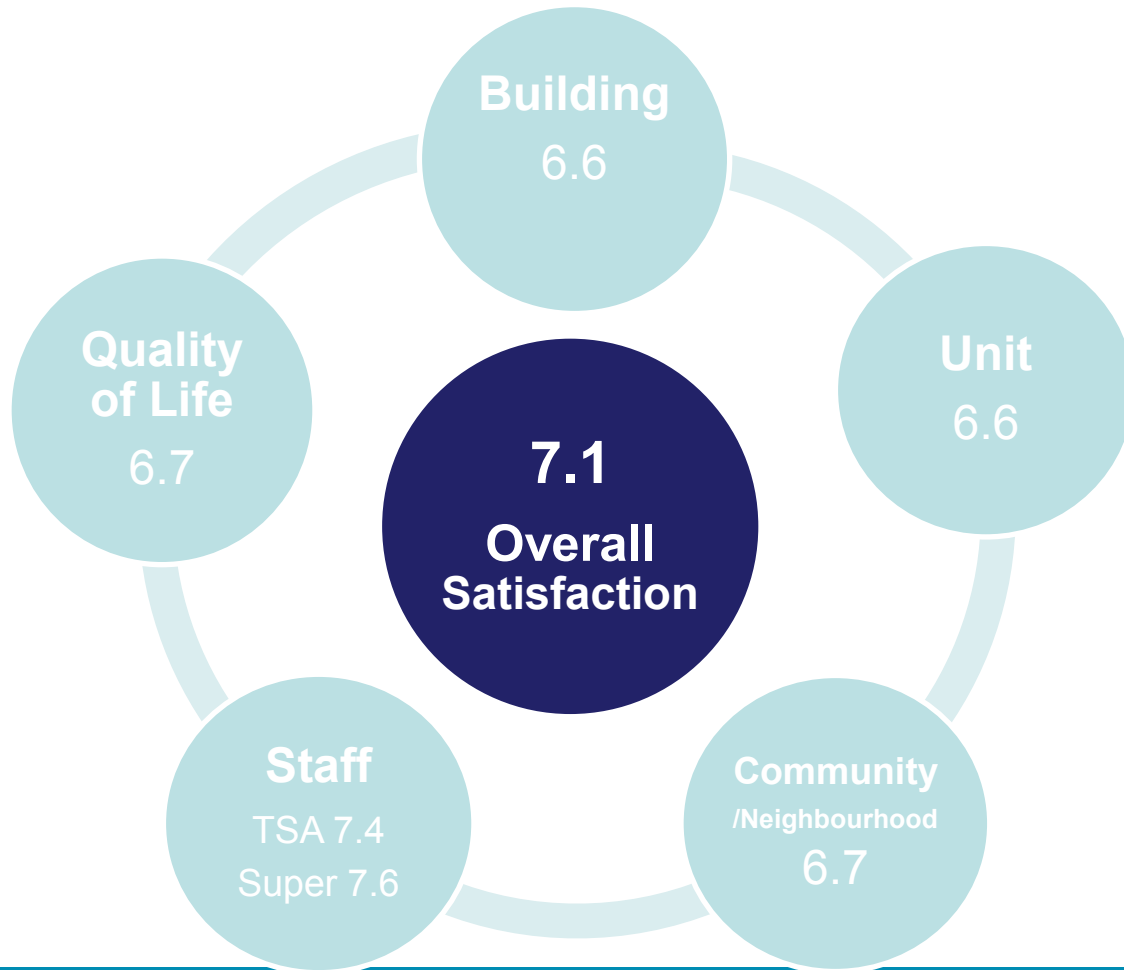 Building
6.6
Unit
6.6
Quality
of Life
6.7
7.1
Overall
Satisfaction
Staff
TSA 7.4
Super 7.6
Community
/Neighbourhood
6.7